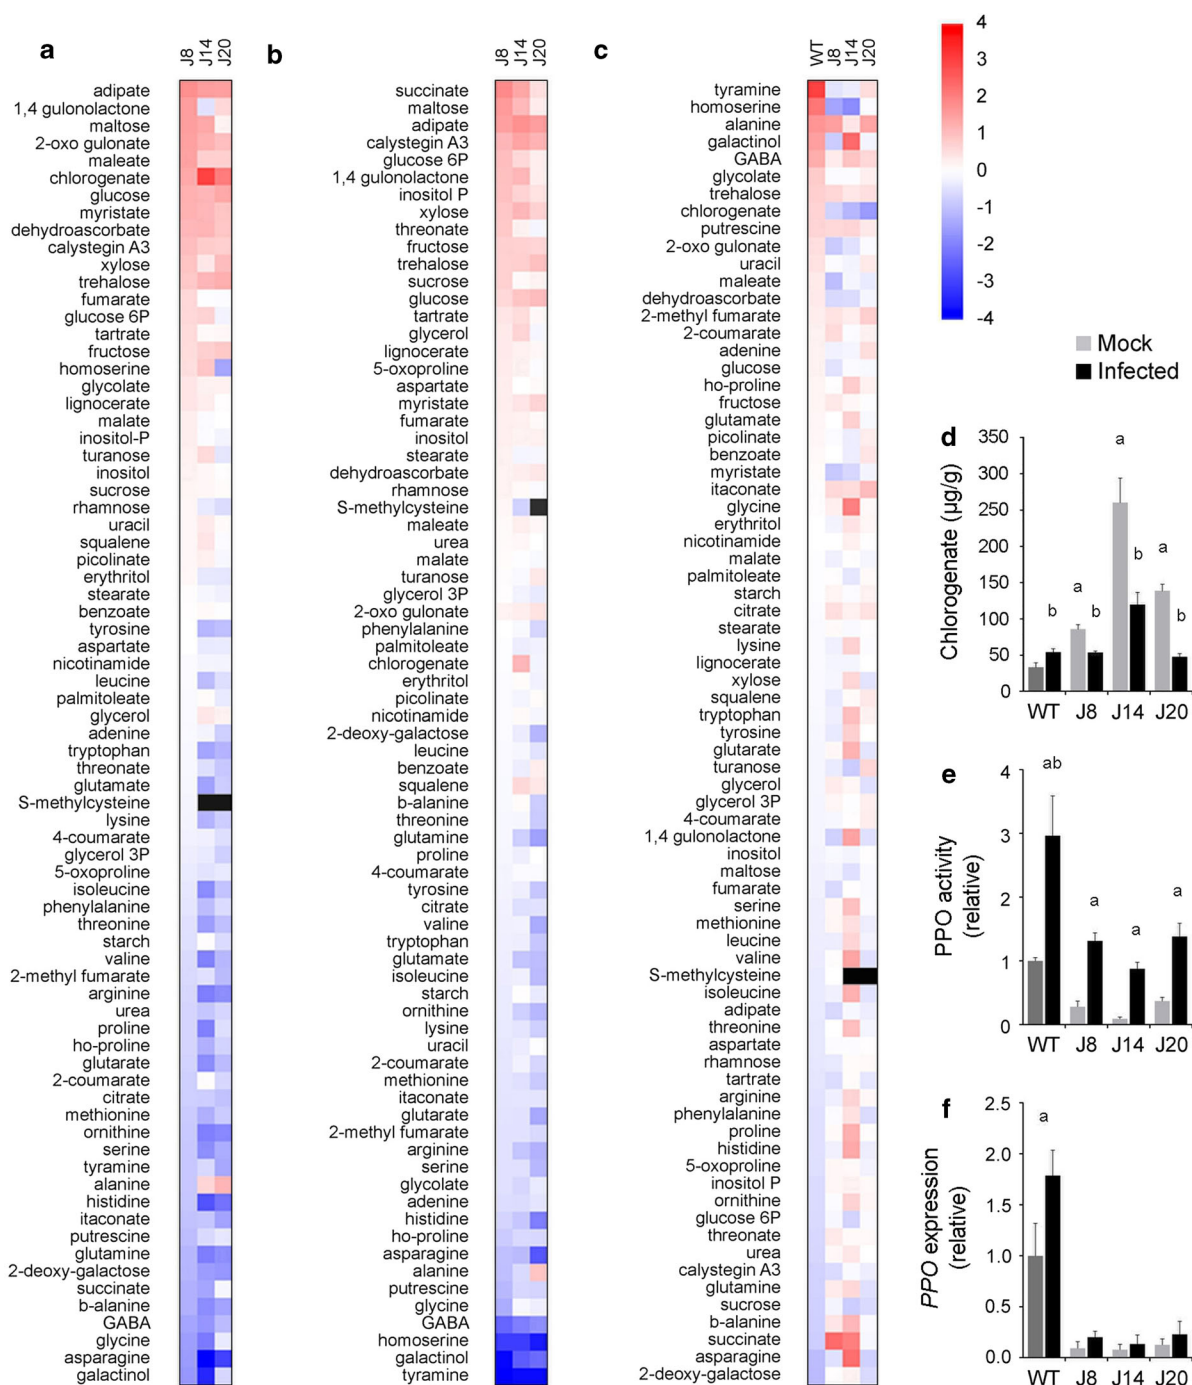 a
J8
J14
J20
adipate
1,4 gulonolactone
maltose
2-oxo gulonate
maleate
chlorogenate
glucose
myristate
dehydroascorbate
calystegin A3
xylose
trehalose
fumarate
glucose 6P
tartrate
fructose
homoserine
glycolate
lignocerate
malate
inositol-P
turanose
inositol
sucrose
rhamnose
uracil
squalene
picolinate
erythritol
stearate
benzoate
tyrosine
aspartate
nicotinamide
leucine
palmitoleate
glycerol
adenine
tryptophan
threonate
glutamate
S-methylcysteine
lysine
4-coumarate
glycerol 3P
5-oxoproline
isoleucine
phenylalanine
threonine
starch
valine
2-methyl fumarate
arginine
urea
proline
ho-proline
glutarate
2-coumarate
citrate
methionine
ornithine
serine
tyramine
alanine
histidine
itaconate
putrescine
glutamine
2-deoxy-galactose
succinate
b-alanine
GABA
glycine
asparagine
galactinol
b
J8
J14
J20
succinate
maltose
adipate
calystegin A3
glucose 6P
1,4 gulonolactone
inositol P
xylose
threonate
fructose
trehalose
sucrose
glucose
tartrate
glycerol
lignocerate
5-oxoproline
aspartate
myristate
fumarate
inositol
stearate
dehydroascorbate
rhamnose
S-methylcysteine
maleate
urea
malate
turanose
glycerol 3P
2-oxo gulonate
phenylalanine
palmitoleate
chlorogenate
erythritol
picolinate
nicotinamide
2-deoxy-galactose
leucine
benzoate
squalene
b-alanine
threonine
glutamine
proline
4-coumarate
tyrosine
citrate
valine
tryptophan
glutamate
isoleucine
starch
ornithine
lysine
uracil
2-coumarate
methionine
itaconate
glutarate
2-methyl fumarate
arginine
serine
glycolate
adenine
histidine
ho-proline
asparagine
alanine
putrescine
glycine
GABA
homoserine
galactinol
tyramine
c
WT
J8
J14
J20
tyramine
homoserine
alanine
galactinol
GABA
glycolate
trehalose
chlorogenate
putrescine
2-oxo gulonate
uracil
maleate
dehydroascorbate
2-methyl fumarate
2-coumarate
adenine
glucose
ho-proline
fructose
glutamate
picolinate
benzoate
myristate
itaconate
glycine
erythritol
nicotinamide
malate
palmitoleate
starch
citrate
stearate
lysine
lignocerate
xylose
squalene
tryptophan
tyrosine
glutarate
turanose
glycerol
glycerol 3P
4-coumarate
1,4 gulonolactone
inositol
maltose
fumarate
serine
methionine
leucine
valine
S-methylcysteine
isoleucine
adipate
threonine
aspartate
rhamnose
tartrate
arginine
phenylalanine
proline
histidine
5-oxoproline
inositol P
ornithine
glucose 6P
threonate
urea
calystegin A3
glutamine
sucrose
b-alanine
succinate
asparagine
2-deoxy-galactose
4
3
2
1
0
-1
-2
-3
-4
Mock
Infected
d
Chlorogenate (µg/g)
350
300
250
200
150
100
50
0
b
a
b
a
b
a
b
WT
J8
J14
J20
e
PPO activity
(relative)
4
3
2
1
0
ab
a
a
a
WT
J8
J14
J20
f
PPO expression
(relative)
2.5
2.0
1.5
1.0
0.5
0.0
a
WT
J8
J14
J20